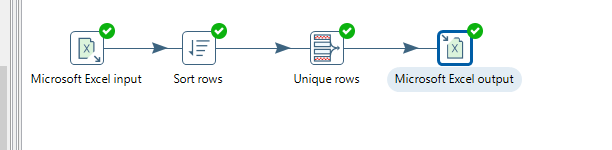 Microsoft Excel input
Sort rows
Unique rows
Microsoft Excel output